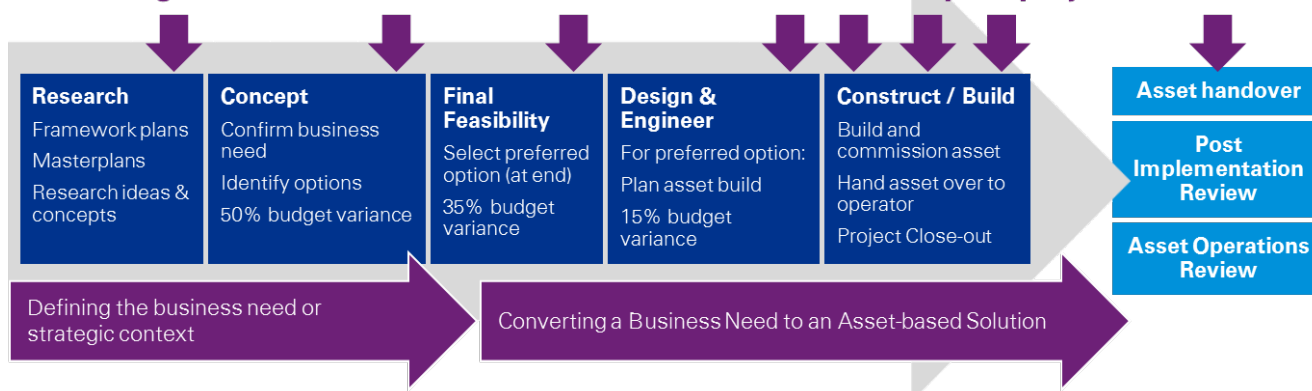 Research
Framework plans
Masterplans
Research ideas &
concepts
Concept
Confirm business
need
Identify options
50% budget variance
Final
Feasibility
Select preferred
option (at end)
35% budget
variance
Design &
Engineer
For preferred option:
Plan asset build
15% budget
variance
Construct / Build
Build and
commission asset
Hand asset over to
operator
Project Close-out
Asset handover
Post
Implementation
Review
Asset Operations
Review
Defining the business need or
strategic context
Converting a Business Need to an Asset-based Solution